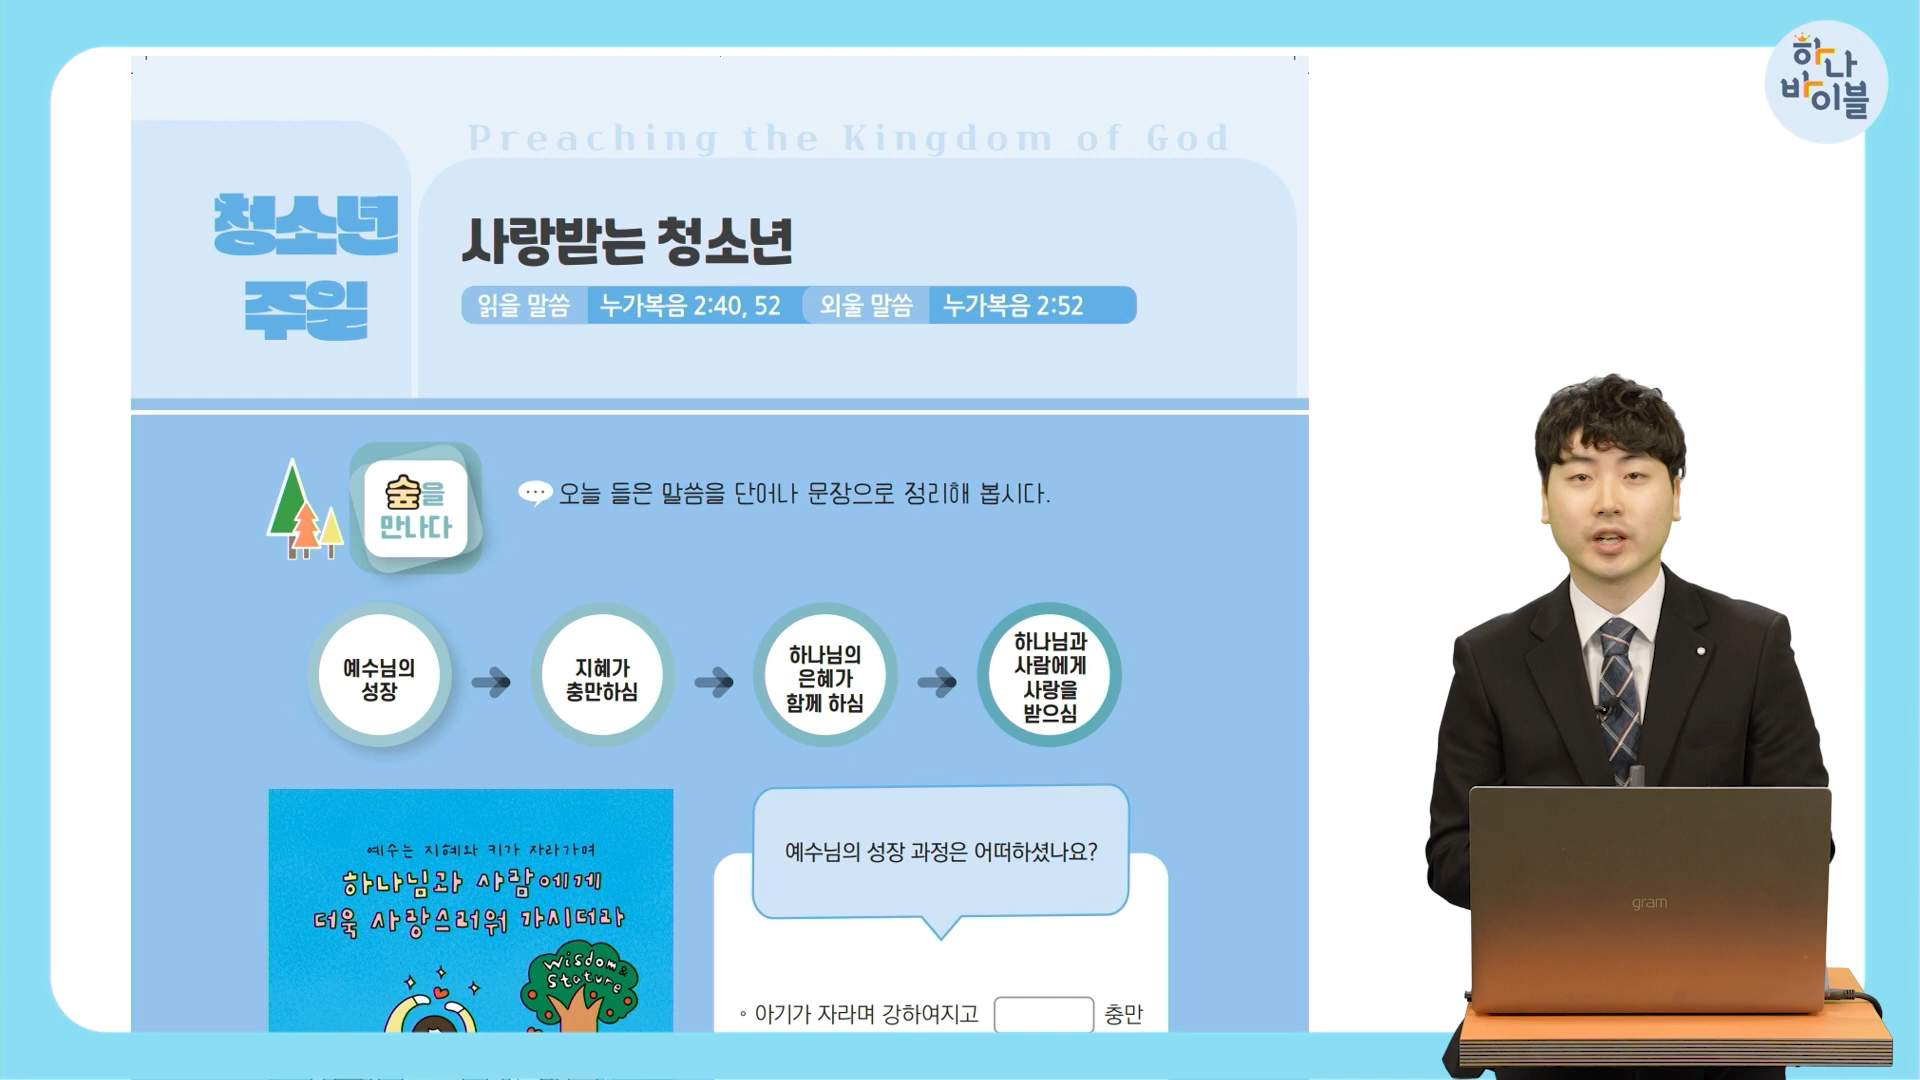 하나
바이블
Preaching the Kingdom of God
청소년
주일
사랑받는 청소년
읽을 말씀 누가복음 2:40, 52 외울 말씀 누가복음 2:52
숲을
만나다
오늘 들은 말씀을 단어나 문장으로 정리해 봅시다.
예수님의
성장
지혜가
충만하심
하나님의
은혜가
함께 하심
하나님과
사람에게
사랑을
받으심
예수는 지혜와 키가 자라가며
하나님과 사람에게
더욱 사랑스러워 가시더라
Wisdom &
Stature
예수님의 성장 과정은 어떠하셨나요?
◦ 아기가 자라며 강하여지고 충만
gram